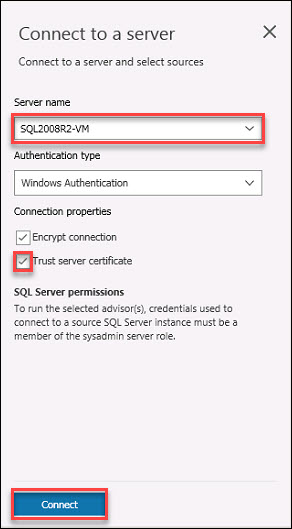 Connect to a server
Connect to a server and select sources
Server name
SQL2008R2-VM
Authentication type
Windows Authentication
Connection properties
Encrypt connection
Trust server certificate
SQL Server permissions
To run the selected advisor(s), credentials used to
connect to a source SQL Server instance must be a
member of the sysadmin server role.
Connect